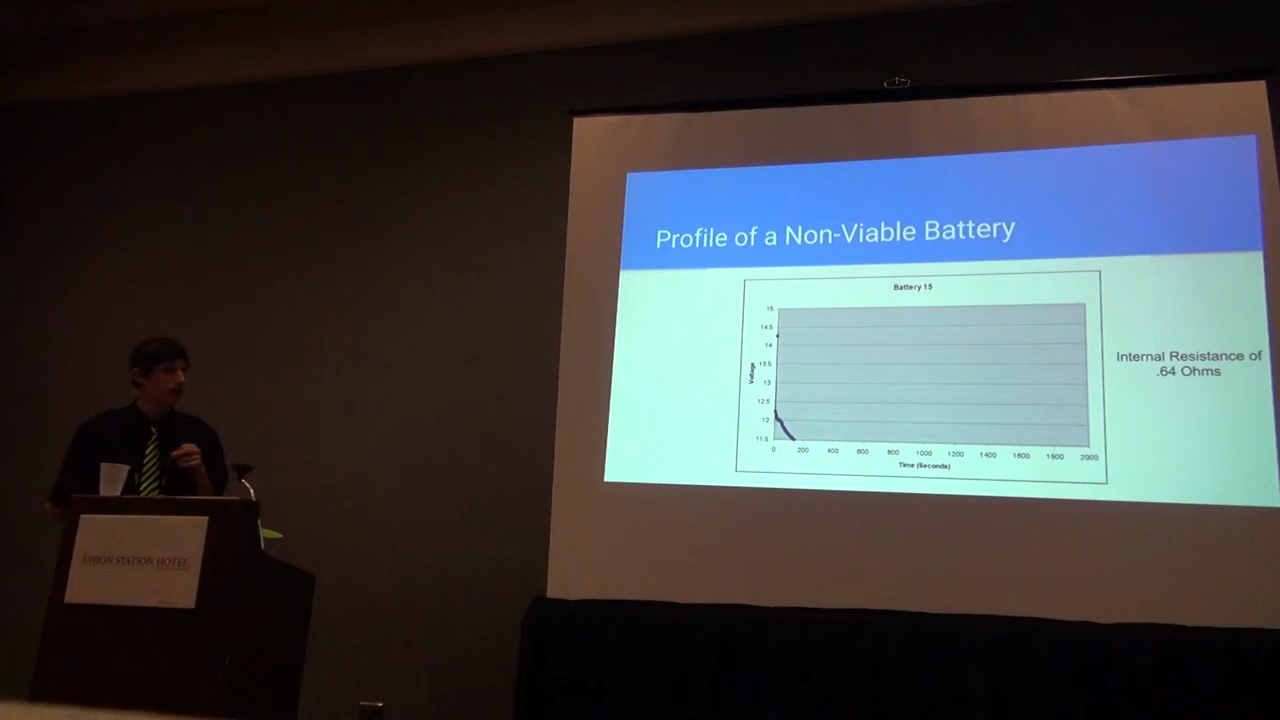 Profile of a Non-Viable Battery
Battery 15
15
14.5
14
13.5
13
12.5
12
11.5
Voltage
0 200 400 600 800 1000 1200 1400 1600 1800 2000
Time (Seconds)
Internal Resistance of
.64 Ohms
UNION STATION HOTEL